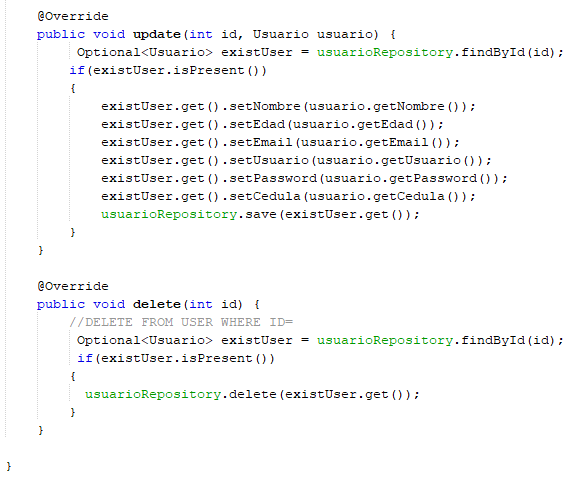 @Override
public void update(int id, Usuario usuario) {
Optional<Usuario> existUser = usuarioRepository.findById(id);
if(existUser.isPresent())
{
existUser.get().setNombre(usuario.getNombre());
existUser.get().setEdad(usuario.getEdad());
existUser.get().setEmail(usuario.getEmail());
existUser.get().setUsuario(usuario.getUsuario());
existUser.get().setPassword(usuario.getPassword());
existUser.get().setCedula(usuario.getCedula());
usuarioRepository.save(existUser.get());
}
}
@Override
public void delete(int id) {
//DELETE FROM USER WHERE ID=
Optional<Usuario> existUser = usuarioRepository.findById(id);
if(existUser.isPresent())
{
usuarioRepository.delete(existUser.get());
}
}
}